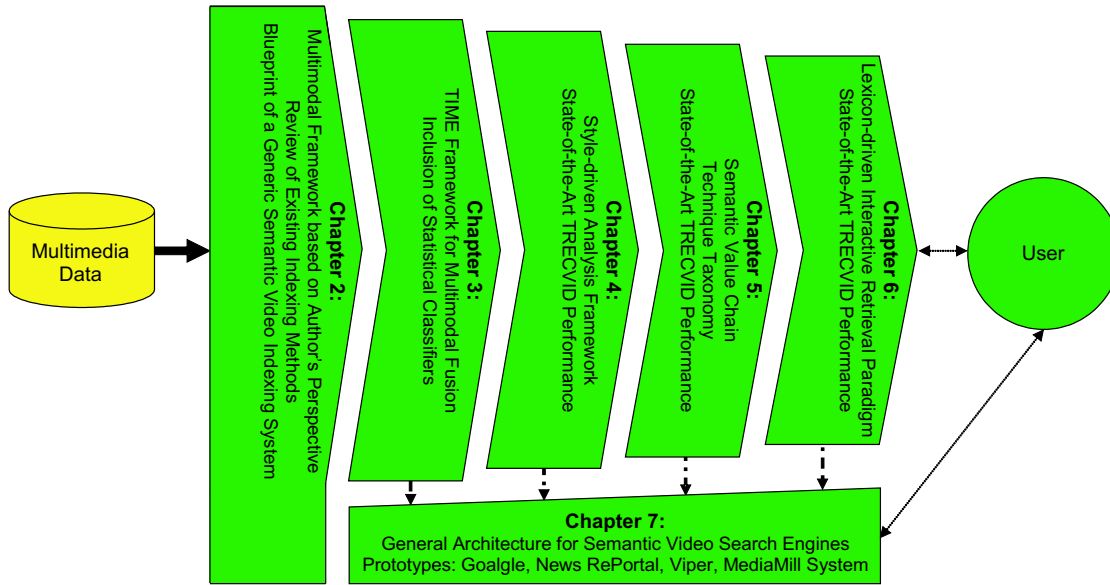 Multimedia
Data
Chapter 2:
Multimodal Framework based on Author's Perspective
Review of Existing Indexing Methods
Blueprint of a Generic Semantic Video Indexing System
Chapter 3:
TIME Framework for Multimodal Fusion
Inclusion of Statistical Classifiers
Chapter 4:
Style-driven Analysis Framework
State-of-the-Art TRECVID Performance
Chapter 5:
Semantic Value Chain
Technique Taxonomy
State-of-the-Art TRECVID Performance
Chapter 6:
Lexicon-driven Interactive Retrieval Paradigm
State-of-the-Art TRECVID Performance
User
Chapter 7:
General Architecture for Semantic Video Search Engines
Prototypes: Goalgle, News RePortal, Viper, MediaMill System